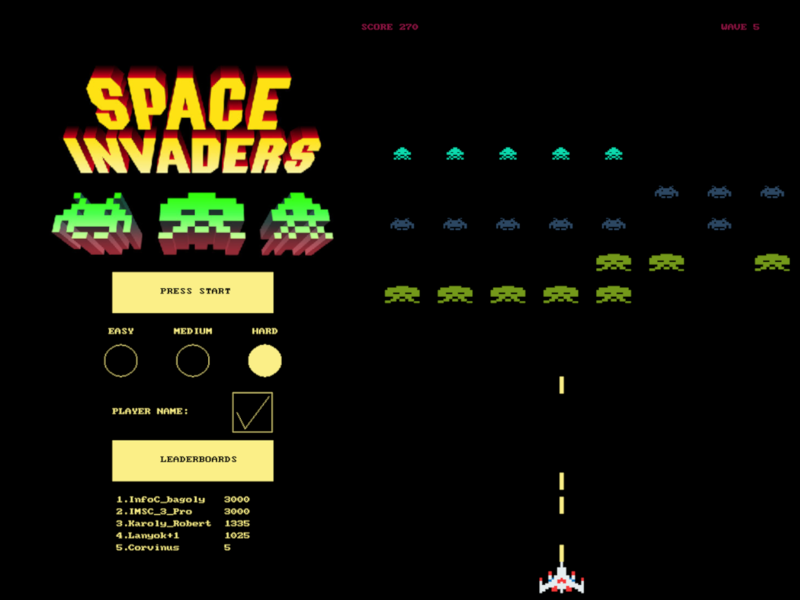 SCORE 270
WAVE 5
SPACE
INVADERS
PRESS START
EASY MEDIUM HARD
PLAYER NAME:
LEADERBOARDS
1.InfoC_bagoly 3000
2.IMSC_3_Pro 3000
3.Karoly_Robert 1335
4.Lanyok+1 1025
5.Corvinus 5